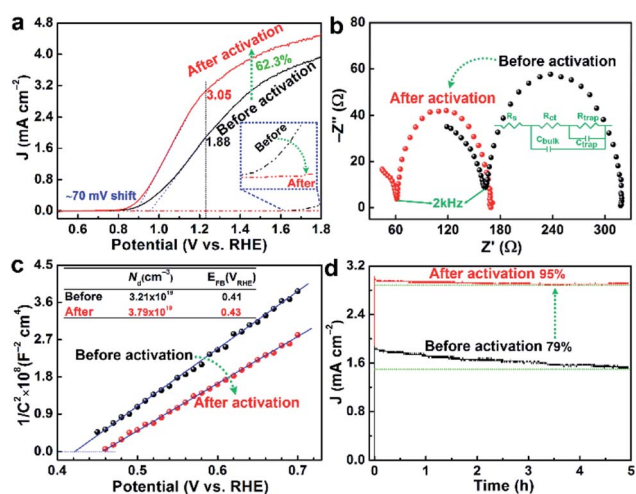 a
After activation
62.3%
Before activation
3.05
1.88
Before
After
~70 mV shift
J (mA cm⁻²)
4.8
3.6
2.4
1.2
0.0
0.6 0.8 1.0 1.2 1.4 1.6 1.8
Potential (V vs. RHE)
b
Before activation
After activation
Rs Rct Rtrap
Cbulk Ctrap
2kHz
-Z'' (Ω)
80
60
40
20
0
60 120 180 240 300 360
Z' (Ω)
c
Nd(cm⁻³) EFB(VRHE)
Before 3.21x10¹⁹ 0.41
After 3.79x10¹⁹ 0.43
Before activation
After activation
1/C²×10⁸(F⁻² cm⁴)
4.5
3.6
2.7
1.8
0.9
0.0
0.4 0.5 0.6 0.7
Potential (V vs. RHE)
d
After activation 95%
Before activation 79%
J (mA cm⁻²)
3.2
2.4
1.6
0.8
0 1 2 3 4 5
Time (h)